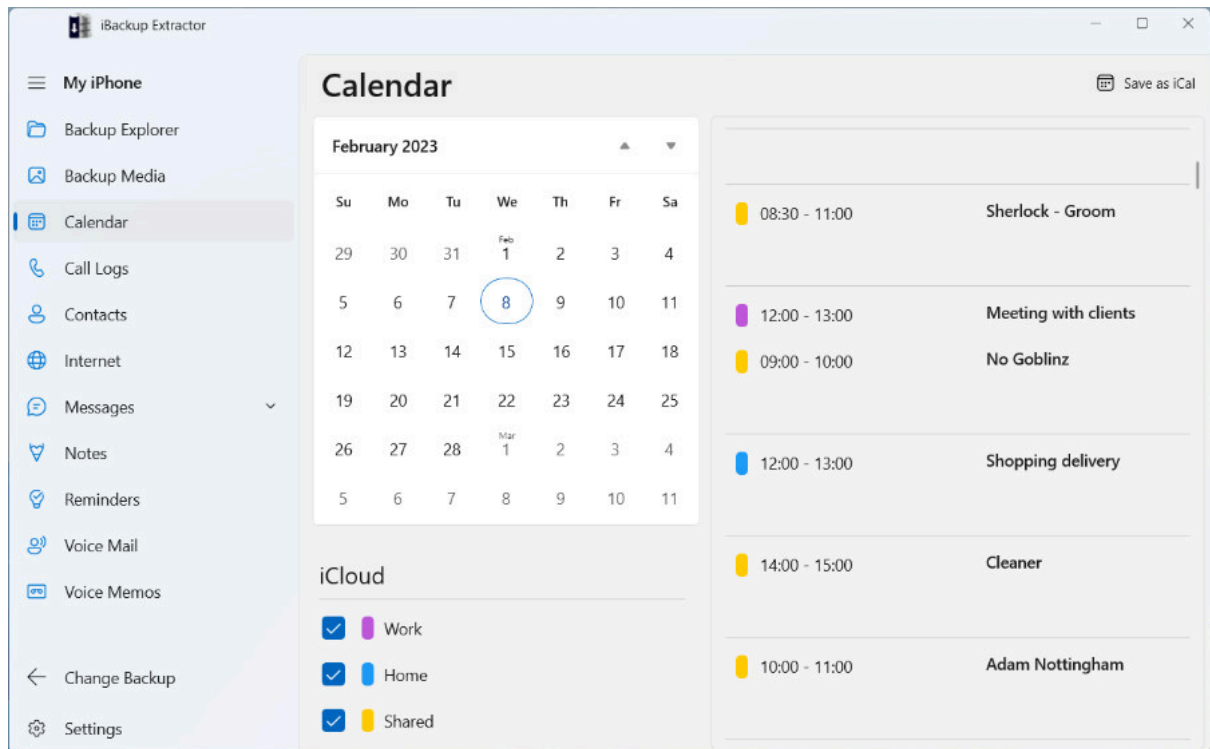 iBackup Extractor
My iPhone
Backup Explorer
Backup Media
Calendar
Call Logs
Contacts
Internet
Messages
Notes
Reminders
Voice Mail
Voice Memos
Change Backup
Settings
Calendar
Save as iCal
February 2023
Su Mo Tu We Th Fr Sa
Feb
29 30 31 1 2 3 4
5 6 7 8 9 10 11
12 13 14 15 16 17 18
19 20 21 22 23 24 25
Mar
26 27 28 1 2 3 4
5 6 7 8 9 10 11
iCloud
Work
Home
Shared
08:30 - 11:00 Sherlock - Groom
12:00 - 13:00 Meeting with clients
09:00 - 10:00 No Goblinz
12:00 - 13:00 Shopping delivery
14:00 - 15:00 Cleaner
10:00 - 11:00 Adam Nottingham